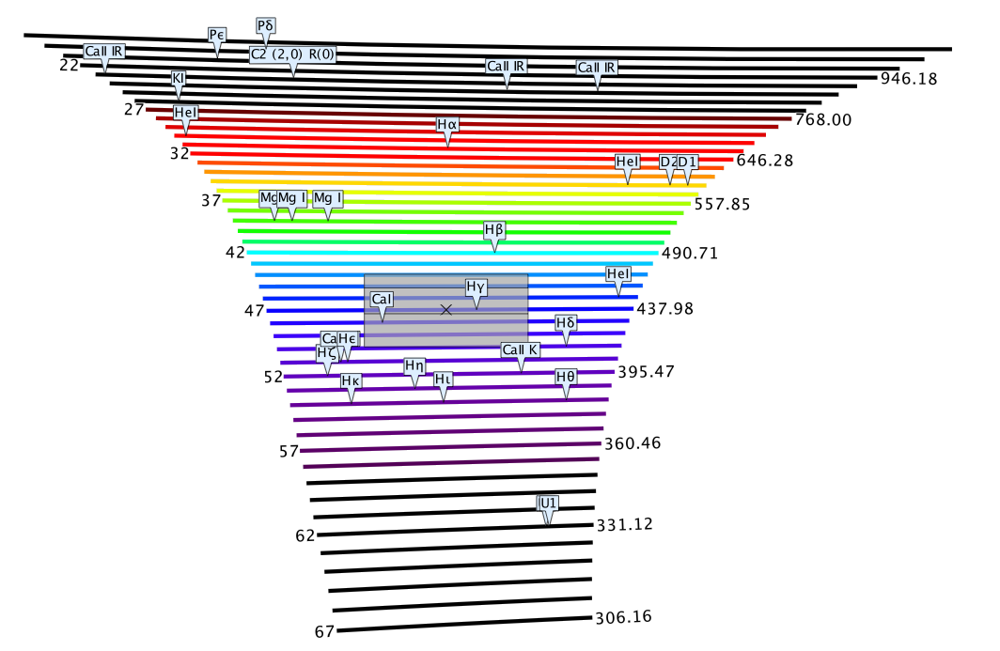 Pδ
Pϵ
CaII IR
C2 (2,0) R(0)
22
CaII IR
CaII IR
946.18
KI
27
HeI
768.00
Hα
32
646.28
HeI
D2
D1
37
Mg
Mg I
Mg I
557.85
Hβ
42
490.71
HeI
Hγ
CaI
47
437.98
Hδ
Ca
Hϵ
Hζ
CaII K
52
Hη
395.47
Hκ
Hι
Hθ
57
360.46
U1
62
331.12
67
306.16